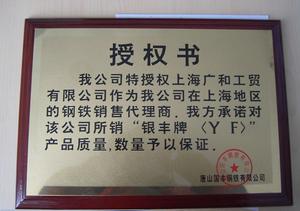 授权书
我公司特授权上海广和工贸
有限公司作为我公司在上海地区
的钢铁销售代理商.我方承诺对
该公司所销“银丰牌〈Y F〉”
产品质量,数量予以保证.
唐山国丰钢铁有限公司